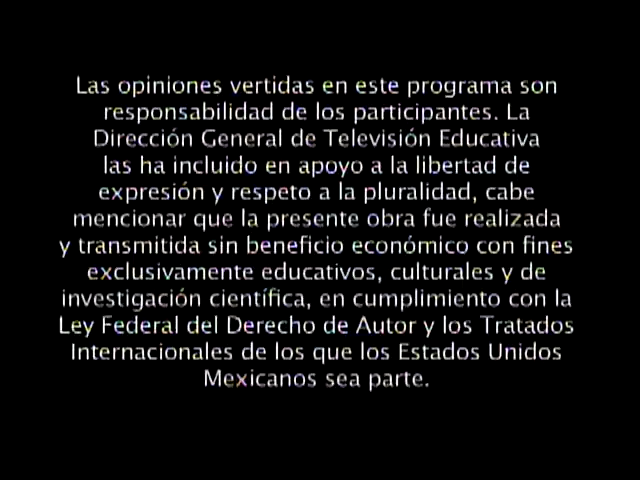 Las opiniones vertidas en este programa son
responsabilidad de los participantes. La
Dirección General de Televisión Educativa
las ha incluido en apoyo a la libertad de
expresión y respeto a la pluralidad, cabe
mencionar que la presente obra fue realizada
y transmitida sin beneficio económico con fines
exclusivamente educativos, culturales y de
investigación científica, en cumplimiento con la
Ley Federal del Derecho de Autor y los Tratados
Internacionales de los que los Estados Unidos
Mexicanos sea parte.